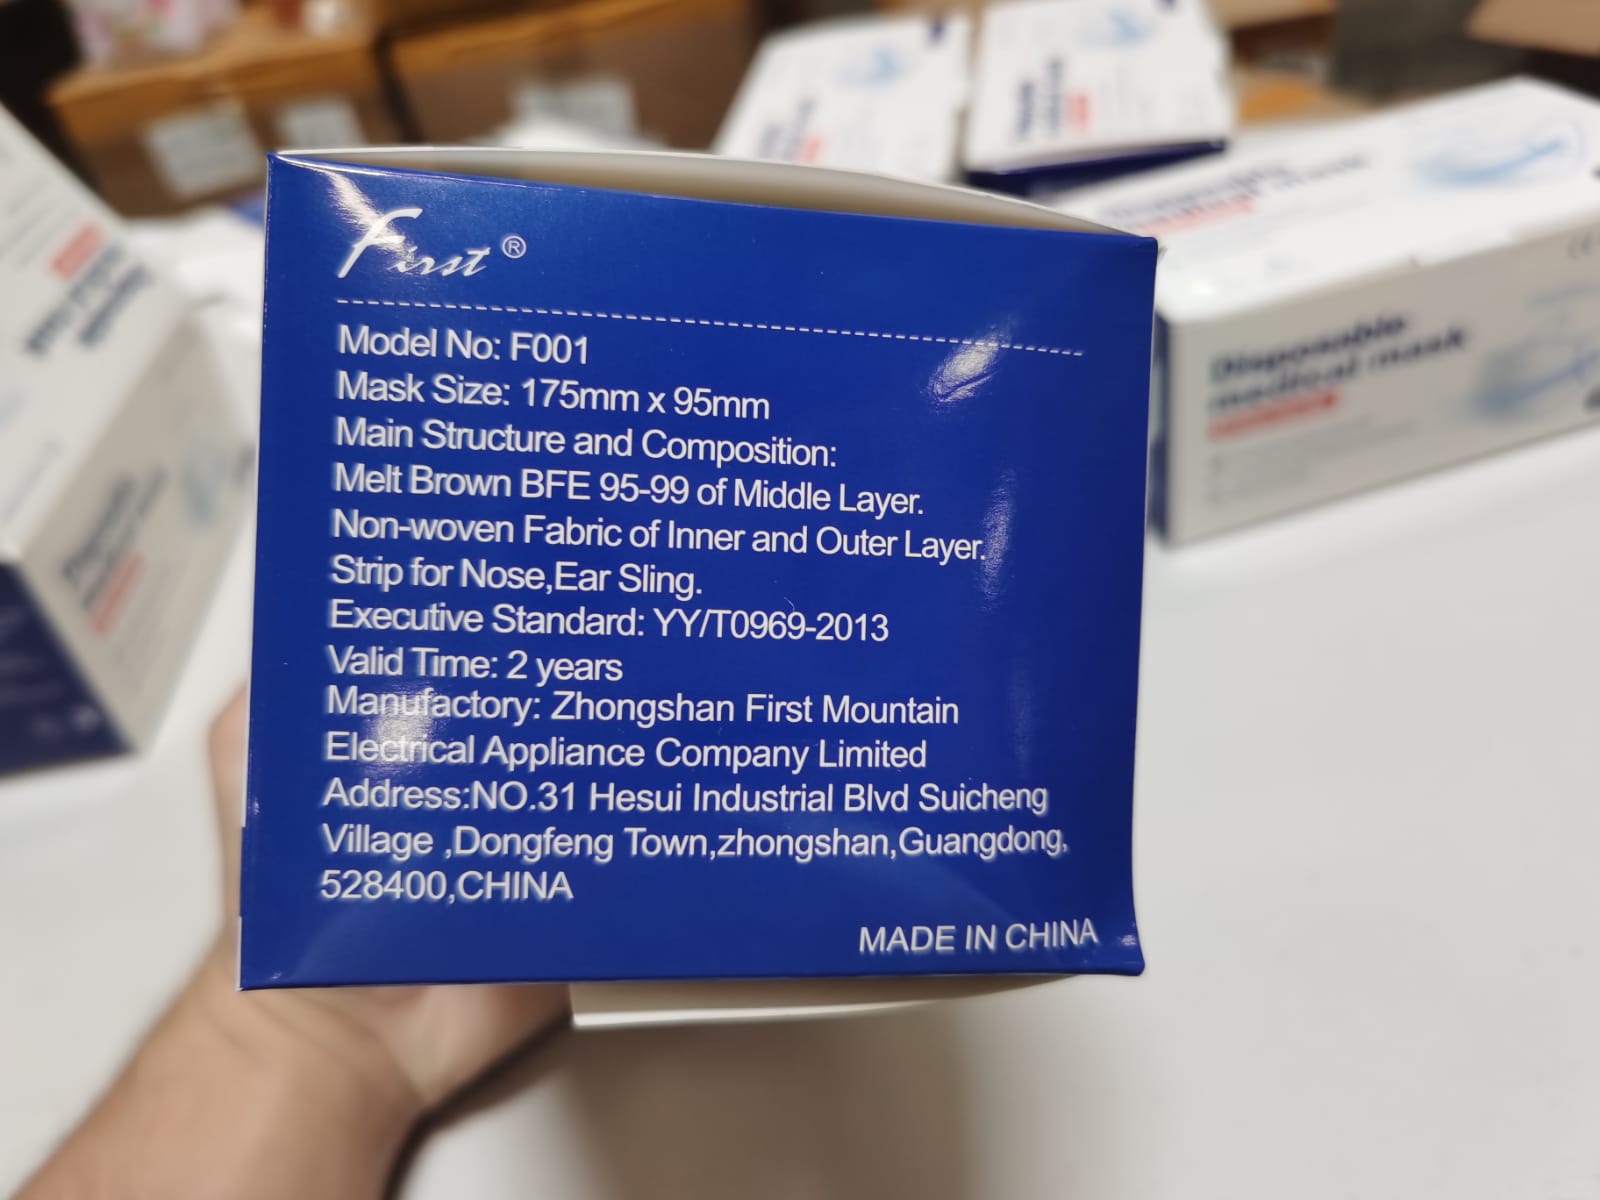 First®
Model No: F001
Mask Size: 175mm x 95mm
Main Structure and Composition:
Melt Brown BFE 95-99 of Middle Layer.
Non-woven Fabric of Inner and Outer Layer.
Strip for Nose,Ear Sling.
Executive Standard: YY/T0969-2013
Valid Time: 2 years
Manufactory: Zhongshan First Mountain
Electrical Appliance Company Limited
Address:NO.31 Hesui Industrial Blvd Suicheng
Village ,Dongfeng Town,zhongshan,Guangdong,
528400,CHINA
MADE IN CHINA
Disposable
medical mask